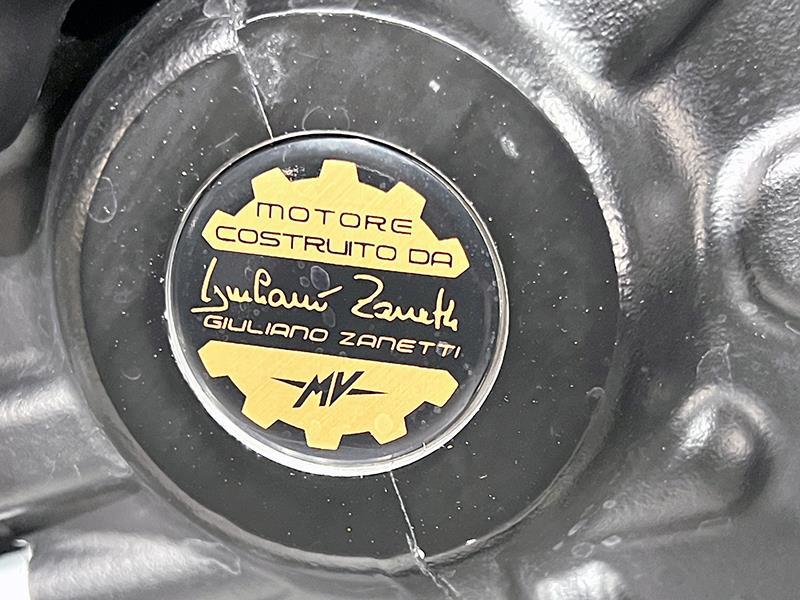 MOTORE
COSTRUITO DA
Giuliano Zanetti
GIULIANO ZANETTI
MV